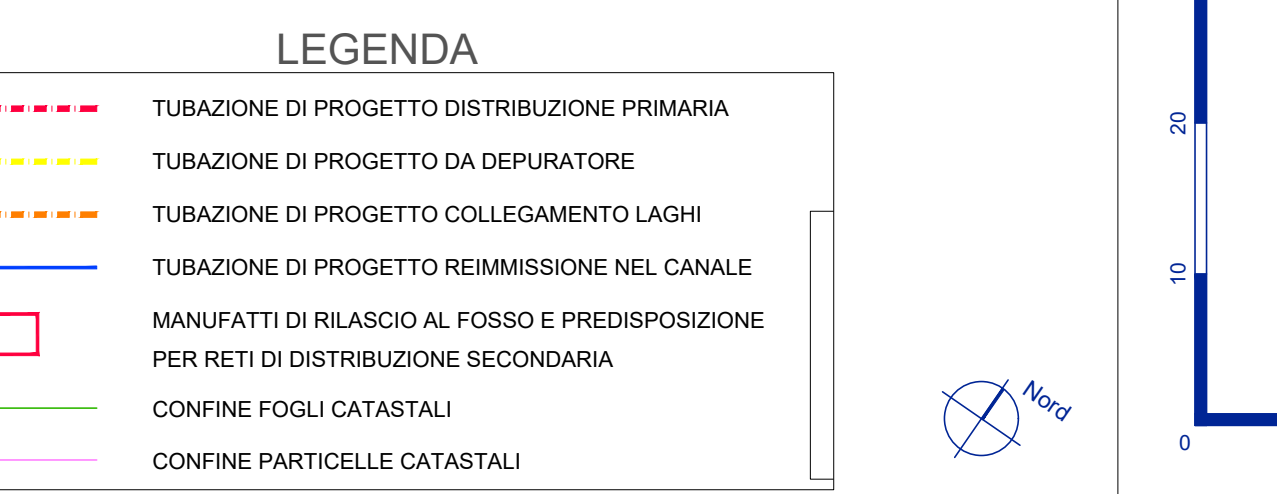 LEGENDA
TUBAZIONE DI PROGETTO DISTRIBUZIONE PRIMARIA
TUBAZIONE DI PROGETTO DA DEPURATORE
TUBAZIONE DI PROGETTO COLLEGAMENTO LAGHI
TUBAZIONE DI PROGETTO REIMMISSIONE NEL CANALE
MANUFATTI DI RILASCIO AL FOSSO E PREDISPOSIZIONE
PER RETI DI DISTRIBUZIONE SECONDARIA
CONFINE FOGLI CATASTALI
CONFINE PARTICELLE CATASTALI
Nord
20
10
0